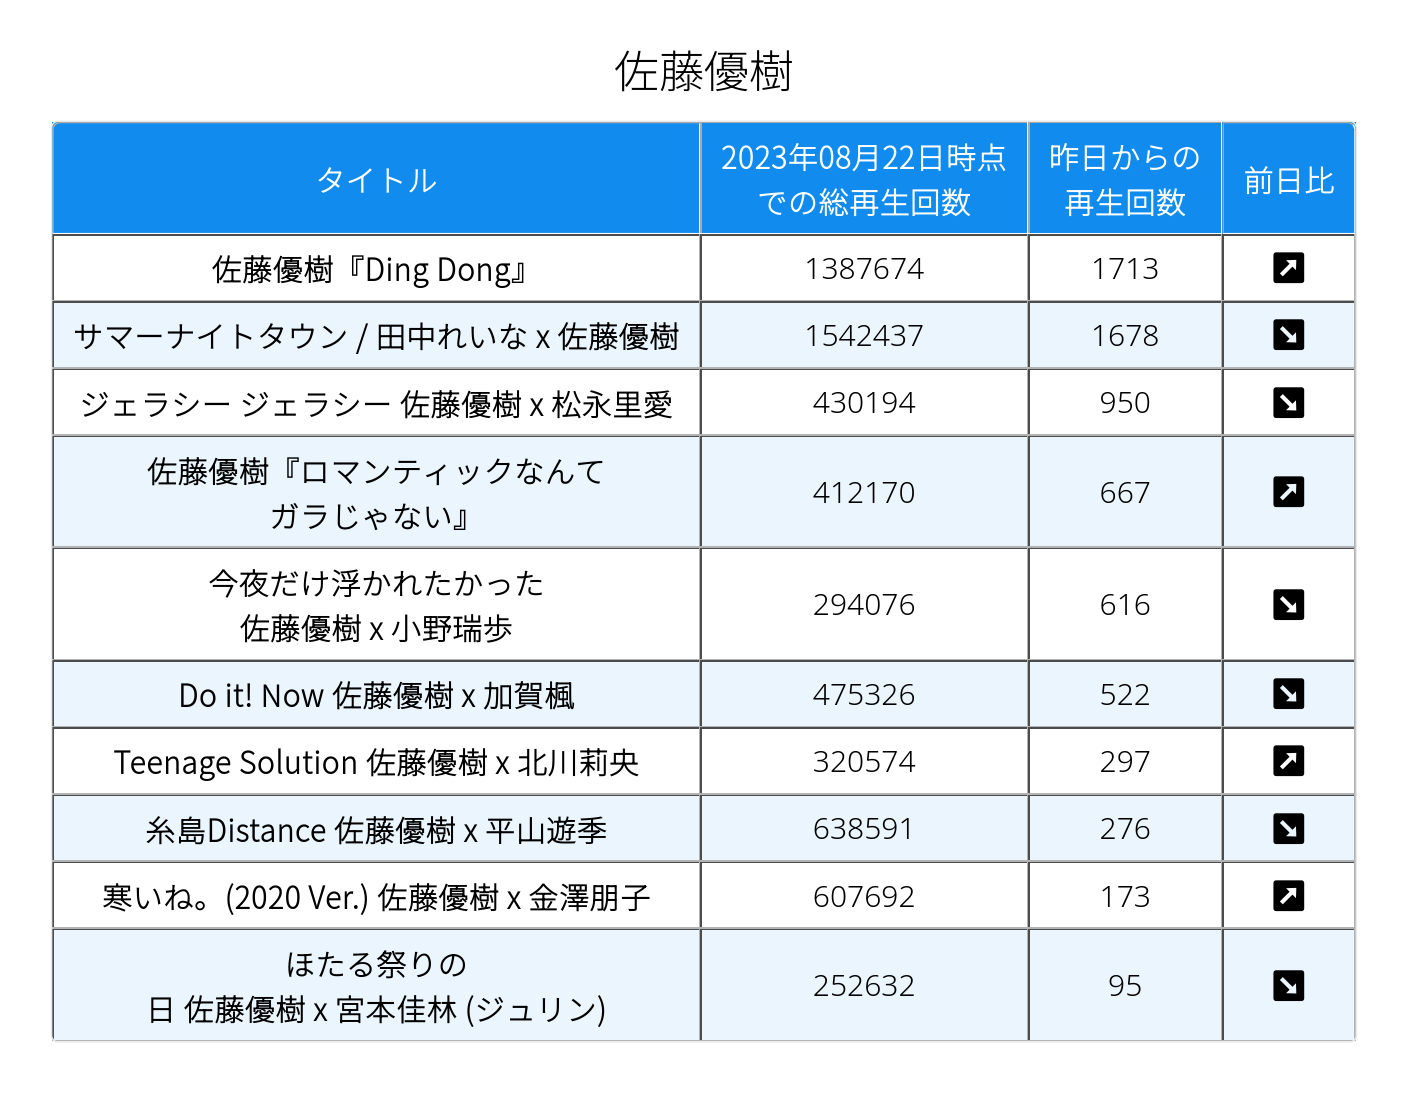 佐藤優樹
タイトル
2023年08月22日時点
での総再生回数
昨日からの
再生回数
前日比
佐藤優樹『Ding Dong』
1387674
1713
サマーナイトタウン / 田中れいな x 佐藤優樹
1542437
1678
ジェラシー ジェラシー 佐藤優樹 x 松永里愛
430194
950
佐藤優樹『ロマンティックなんて
ガラじゃない』
412170
667
今夜だけ浮かれたかった
佐藤優樹 x 小野瑞歩
294076
616
Do it! Now 佐藤優樹 x 加賀楓
475326
522
Teenage Solution 佐藤優樹 x 北川莉央
320574
297
糸島Distance 佐藤優樹 x 平山遊季
638591
276
寒いね。(2020 Ver.) 佐藤優樹 x 金澤朋子
607692
173
ほたる祭りの
日 佐藤優樹 x 宮本佳林 (ジュリン)
252632
95